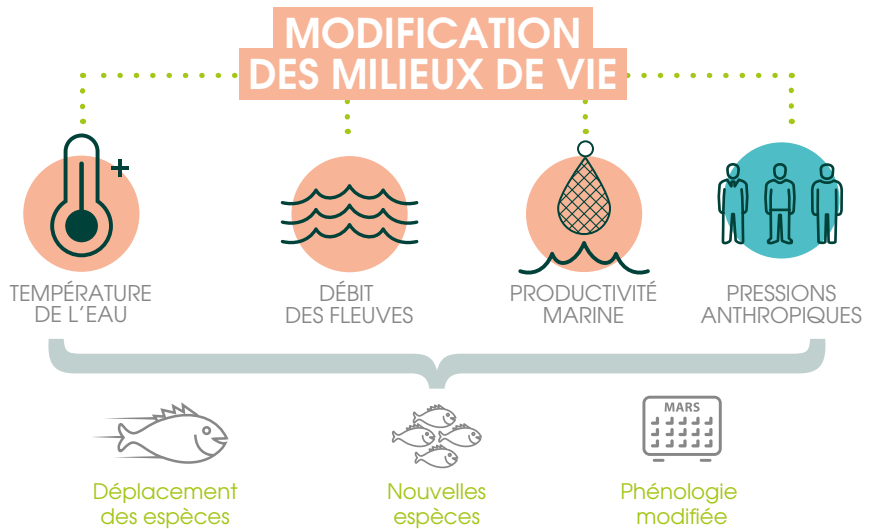 MODIFICATION
DES MILIEUX DE VIE
TEMPÉRATURE
DE L'EAU
DÉBIT
DES FLEUVES
PRODUCTIVITÉ
MARINE
PRESSIONS
ANTHROPIQUES
Déplacement
des espèces
Nouvelles
espèces
MARS
Phénologie
modifiée